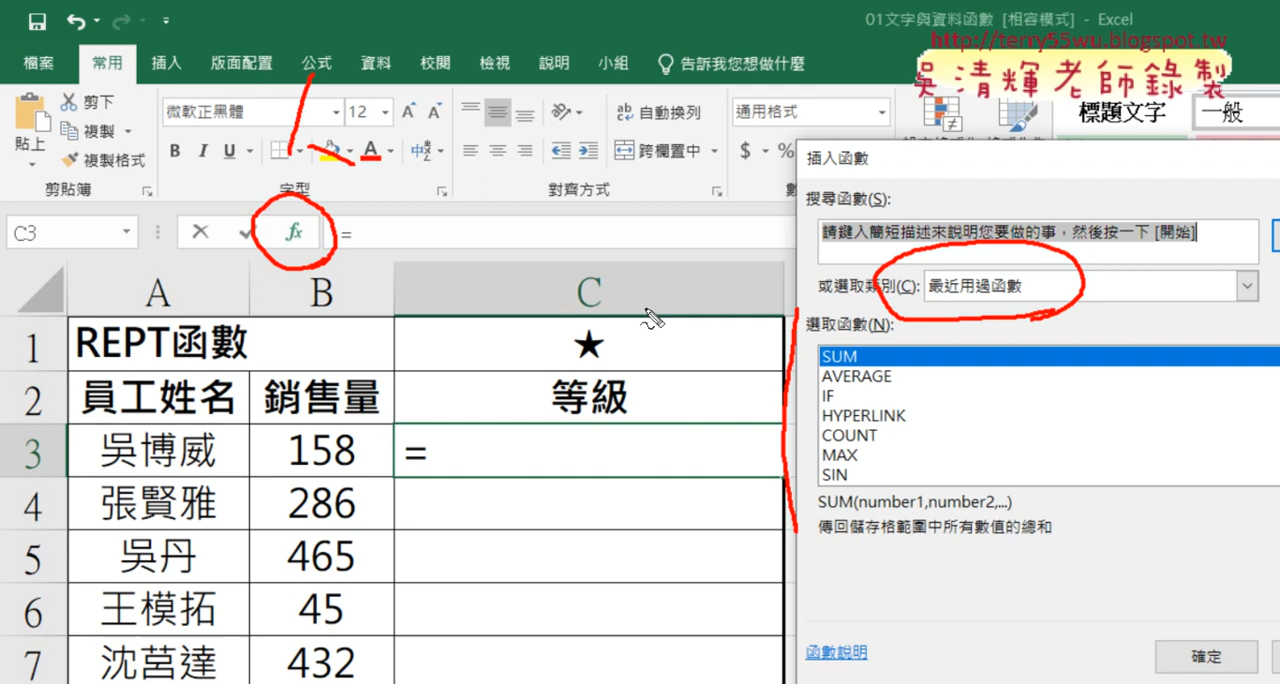 01文字與資料函數 [相容模式] - Excel
http://terry55wu.blogspot.tw
吳清輝老師錄製
檔案 常用 插入 版面配置 公式 資料 校閱 檢視 說明 小組 告訴我您想做什麼
貼上 剪下 複製 複製格式
剪貼簿
微軟正黑體 12
B I U
字型
自動換列
跨欄置中
對齊方式
通用格式
$ %
標題文字 一般
C3 fx =
A B C
1 REPT函數 ★
2 員工姓名 銷售量 等級
3 吳博威 158 =
4 張賢雅 286
5 吳丹 465
6 王模拓 45
7 沈莒達 432
插入函數
搜尋函數(S):
請鍵入簡短描述來說明您要做的事，然後按一下 [開始]
或選取類別(C): 最近用過函數
選取函數(N):
SUM
AVERAGE
IF
HYPERLINK
COUNT
MAX
SIN
SUM(number1,number2,...)
傳回儲存格範圍中所有數值的總和
函數說明
確定